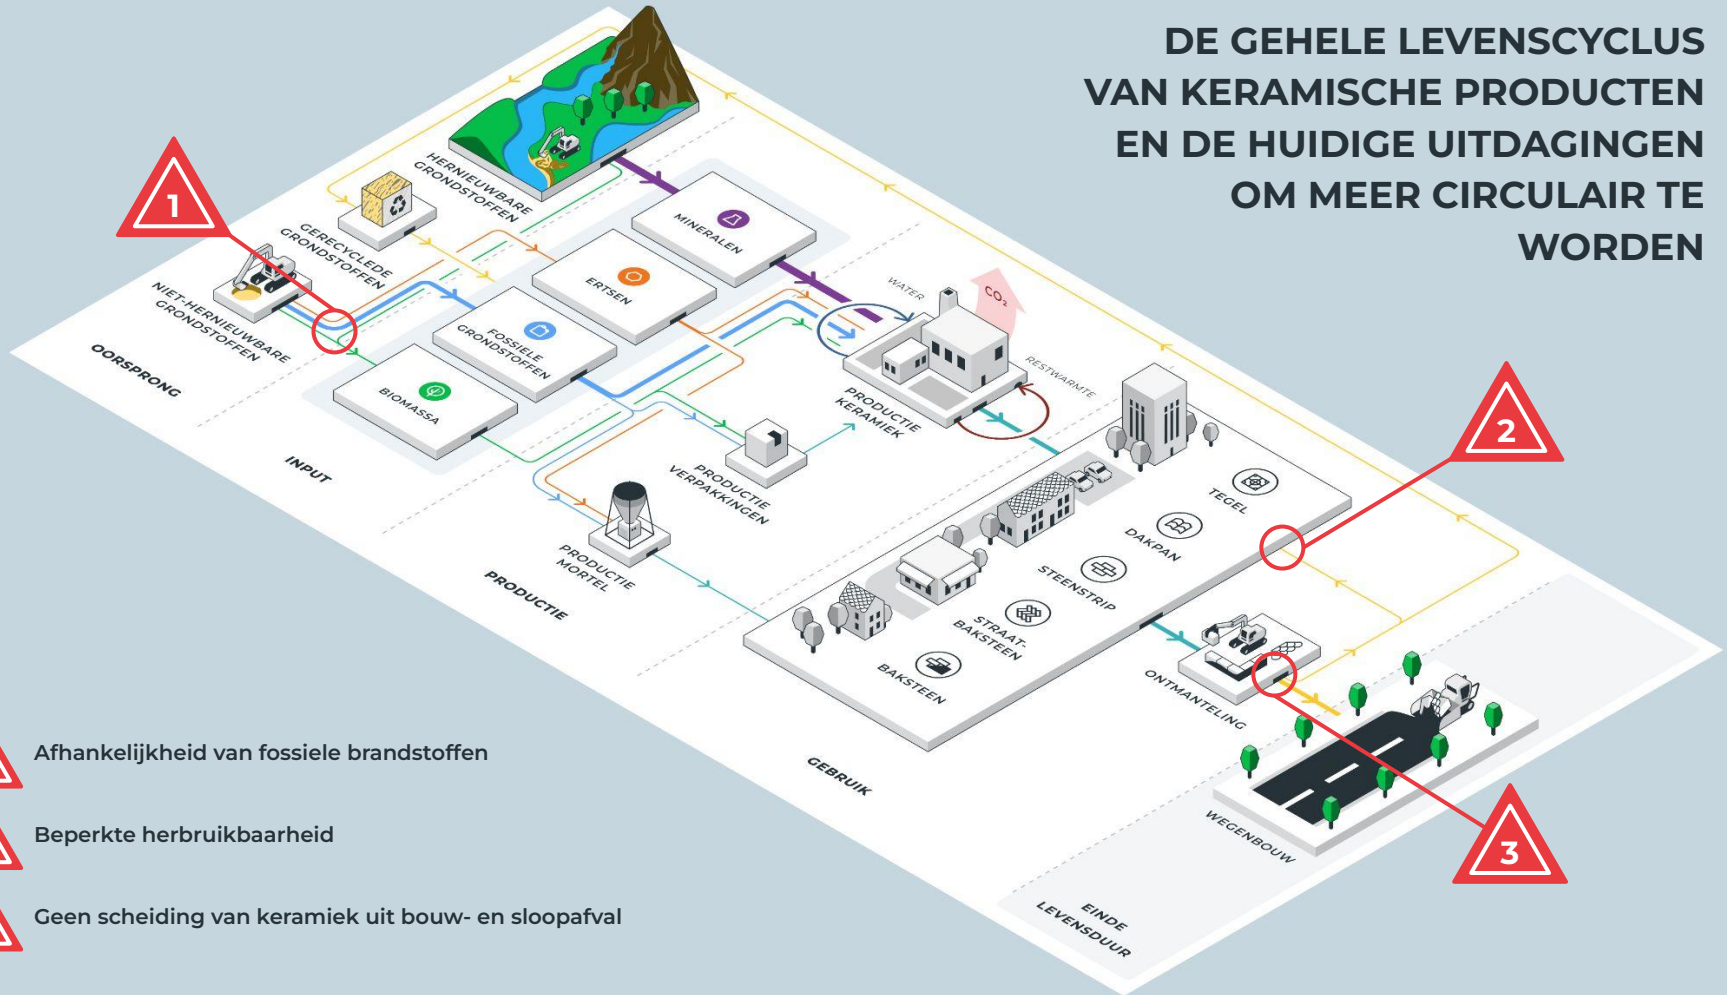 DE GEHELE LEVENSCYCLUS
VAN KERAMISCHE PRODUCTEN
EN DE HUIDIGE UITDAGINGEN
OM MEER CIRCULAIR TE
WORDEN
1
HERNIEUWBARE
GRONDSTOFFEN
GERECYCLEDE
GRONDSTOFFEN
NIET-HERNIEUWBARE
GRONDSTOFFEN
OORSPRONG
MINERALEN
ERTSEN
FOSSIELE
GRONDSTOFFEN
BIOMASSA
INPUT
WATER
CO₂
RESTWARMTE
PRODUCTIE
KERAMIEK
PRODUCTIE
VERPAKKINGEN
PRODUCTIE
MORTEL
PRODUCTIE
2
TEGEL
DAKPAN
STEENSTRIP
STRAAT-
BAKSTEEN
BAKSTEEN
GEBRUIK
ONTMANTELING
WEGENBOUW
3
EINDE
LEVENSDUUR
Afhankelijkheid van fossiele brandstoffen
Beperkte herbruikbaarheid
Geen scheiding van keramiek uit bouw- en sloopafval